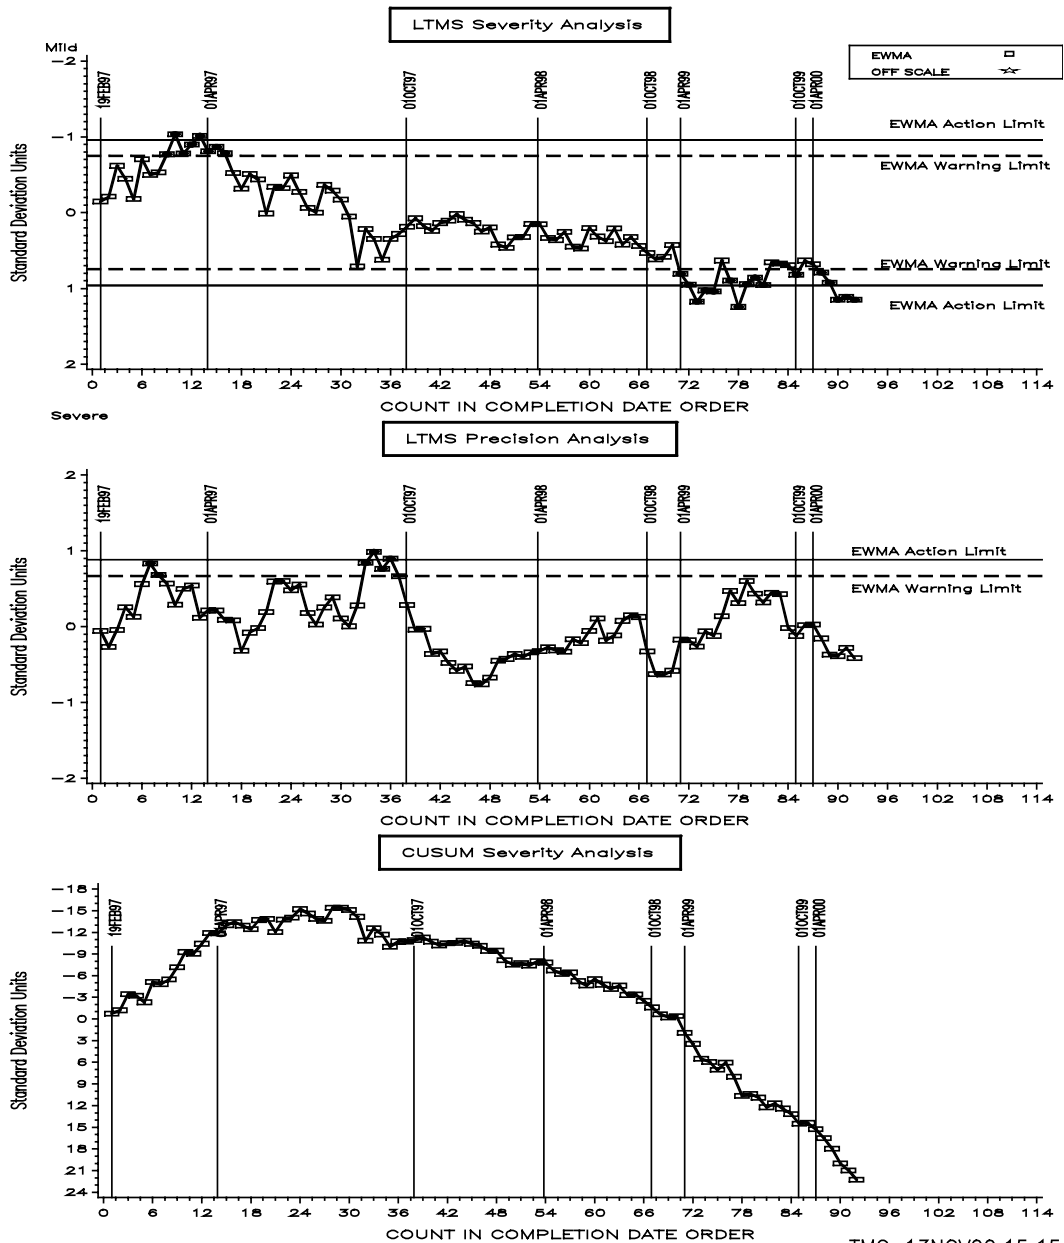 LTMS Severity Analysis
Mild
EWMA
OFF SCALE
-2
-1
0
1
2
Standard Deviation Units
19FEB97
01APR97
01OCT97
01APR98
01OCT98
01APR99
01OCT99
01APR00
EWMA Action Limit
EWMA Warning Limit
EWMA Warning Limit
EWMA Action Limit
0 6 12 18 24 30 36 42 48 54 60 66 72 78 84 90 96 102 108 114
COUNT IN COMPLETION DATE ORDER
Severe
LTMS Precision Analysis
2
1
0
-1
-2
Standard Deviation Units
19FEB97
01APR97
01OCT97
01APR98
01OCT98
01APR99
01OCT99
01APR00
EWMA Action Limit
EWMA Warning Limit
0 6 12 18 24 30 36 42 48 54 60 66 72 78 84 90 96 102 108 114
COUNT IN COMPLETION DATE ORDER
CUSUM Severity Analysis
-18
-15
-12
-9
-6
-3
0
3
6
9
12
15
18
21
24
Standard Deviation Units
19FEB97
01APR97
01OCT97
01APR98
01OCT98
01APR99
01OCT99
01APR00
0 6 12 18 24 30 36 42 48 54 60 66 72 78 84 90 96 102 108 114
COUNT IN COMPLETION DATE ORDER